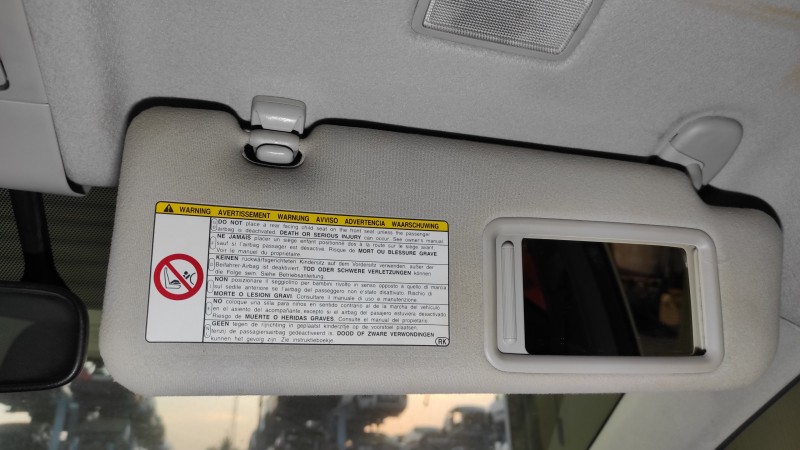 WARNING AVERTISSEMENT WARNUNG AVVISO ADVERTENCIA WAARSCHUWING
DO NOT place a rear facing child seat on the front seat unless the passenger
airbag is deactivated. DEATH OR SERIOUS INJURY can occur. See owner's manual.
NE JAMAIS placer un siège enfant positionné dos à la route sur le siège avant
sauf si l'airbag passager est désactivé. Risque de MORT OU BLESSURE GRAVE
Voir le manuel du propriétaire.
KEINEN rückwärtsgerichteten Kindersitz auf dem Vordersitz verwenden, außer der
Beifahrer-Airbag ist deaktiviert. TOD ODER SCHWERE VERLETZUNGEN können
die Folge sein. Siehe Betriebsanleitung.
NON posizionare il seggiolino per bambini rivolto in senso opposto a quello di marcia
sul sedile anteriore se l'airbag del passeggero non è stato disattivato. Rischio di
MORTE O LESIONI GRAVI. Consultare il manuale di uso e manutenzione.
NO coloque una silla para niños en sentido contrario al de la marcha del vehículo
en el asiento del acompañante, excepto si el airbag del pasajero estuviera desactivado.
Riesgo de MUERTE O HERIDAS GRAVES. Consulte el manual del propietario.
GEEN tegen de rijrichting in geplaatst kinderzitje op de voorstoel plaatsen,
tenzij de passagiersairbag gedeactiveerd is. DOOD OF ZWARE VERWONDINGEN
kunnen het gevolg zijn. Zie instructieboekje.
RK